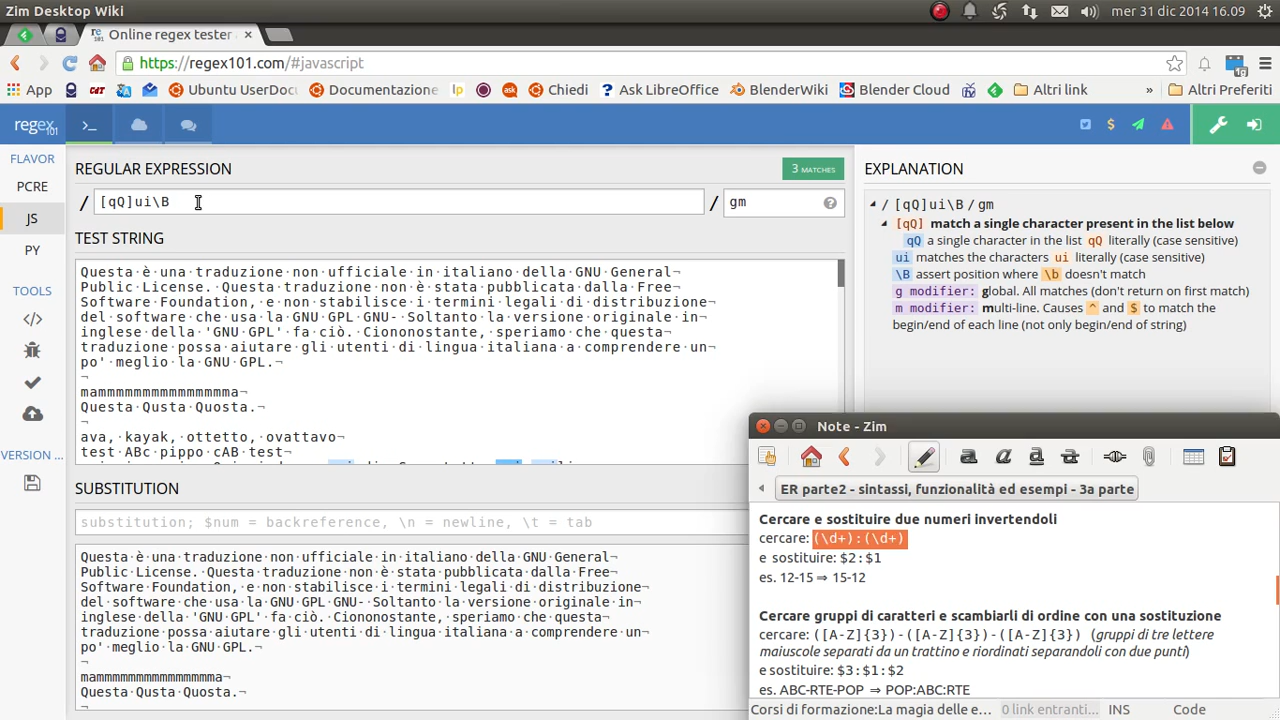 Zim Desktop Wiki
mer 31 dic 2014 16.09
Online regex tester
https://regex101.com/#javascript
App
CAT
Ubuntu UserDoc
Documentazione
lp
ask
Chiedi
? Ask LibreOffice
BlenderWiki
Blender Cloud
Altri link
»
Altri Preferiti
regex101
REGULAR EXPRESSION
3 MATCHES
/ [qQ]ui\B / gm
TEST STRING
Questa·è·una·traduzione·non·ufficiale·in·italiano·della·GNU·General¬
Public·License.·Questa·traduzione·non·è·stata·pubblicata·dalla·Free¬
Software·Foundation,·e·non·stabilisce·i·termini·legali·di·distribuzione¬
del·software·che·usa·la·GNU·GPL·GNU-·Soltanto·la·versione·originale·in¬
inglese·della·'GNU·GPL'·fa·ciò.·Ciononostante,·speriamo·che·questa¬
traduzione·possa·aiutare·gli·utenti·di·lingua·italiana·a·comprendere·un¬
po'·meglio·la·GNU·GPL.¬
¬
mammmmmmmmmmmmmmma¬
Questa·Qusta·Quosta.¬
¬
ava,·kayak,·ottetto,·ovattavo¬
test·ABc·pippo·cAB·test¬
SUBSTITUTION
substitution; $num = backreference, \n = newline, \t = tab
Questa·è·una·traduzione·non·ufficiale·in·italiano·della·GNU·General¬
Public·License.·Questa·traduzione·non·è·stata·pubblicata·dalla·Free¬
Software·Foundation,·e·non·stabilisce·i·termini·legali·di·distribuzione¬
del·software·che·usa·la·GNU·GPL·GNU-·Soltanto·la·versione·originale·in¬
inglese·della·'GNU·GPL'·fa·ciò.·Ciononostante,·speriamo·che·questa¬
traduzione·possa·aiutare·gli·utenti·di·lingua·italiana·a·comprendere·un¬
po'·meglio·la·GNU·GPL.¬
¬
mammmmmmmmmmmmmmma¬
Questa·Qusta·Quosta.¬
FLAVOR
PCRE
JS
PY
TOOLS
VERSION ...
EXPLANATION
/ [qQ]ui\B / gm
[qQ] match a single character present in the list below
qQ a single character in the list qQ literally (case sensitive)
ui matches the characters ui literally (case sensitive)
\B assert position where \b doesn't match
g modifier: global. All matches (don't return on first match)
m modifier: multi-line. Causes ^ and $ to match the
begin/end of each line (not only begin/end of string)
Note - Zim
ER parte2 - sintassi, funzionalità ed esempi - 3a parte
Cercare e sostituire due numeri invertendoli
cercare: (\d+):(\d+)
e sostituire: $2:$1
es. 12-15 ⇒ 15-12
Cercare gruppi di caratteri e scambiarli di ordine con una sostituzione
cercare: ([A-Z]{3})-([A-Z]{3})-([A-Z]{3}) (gruppi di tre lettere
maiuscole separati da un trattino e riordinati separandoli con due punti)
e sostituire: $3:$1:$2
es. ABC-RTE-POP ⇒ POP:ABC:RTE
Corsi di formazione:La magia delle e...
0 link entranti...
INS
Code